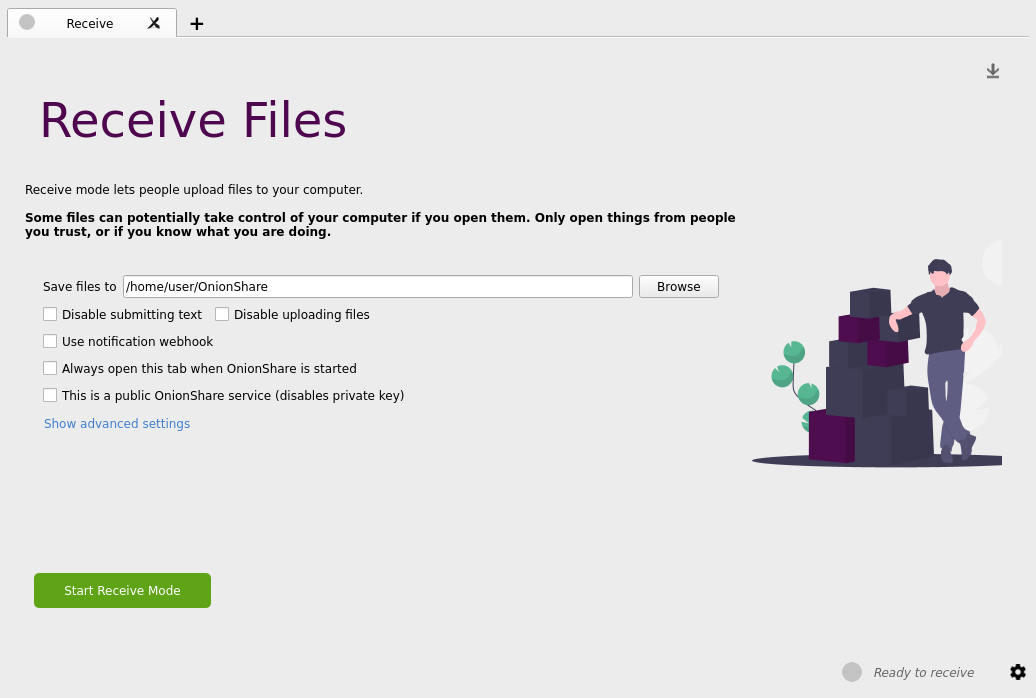 Receive
Receive Files
Receive mode lets people upload files to your computer.
Some files can potentially take control of your computer if you open them. Only open things from people
you trust, or if you know what you are doing.
Save files to /home/user/OnionShare Browse
Disable submitting text Disable uploading files
Use notification webhook
Always open this tab when OnionShare is started
This is a public OnionShare service (disables private key)
Show advanced settings
Start Receive Mode
Ready to receive